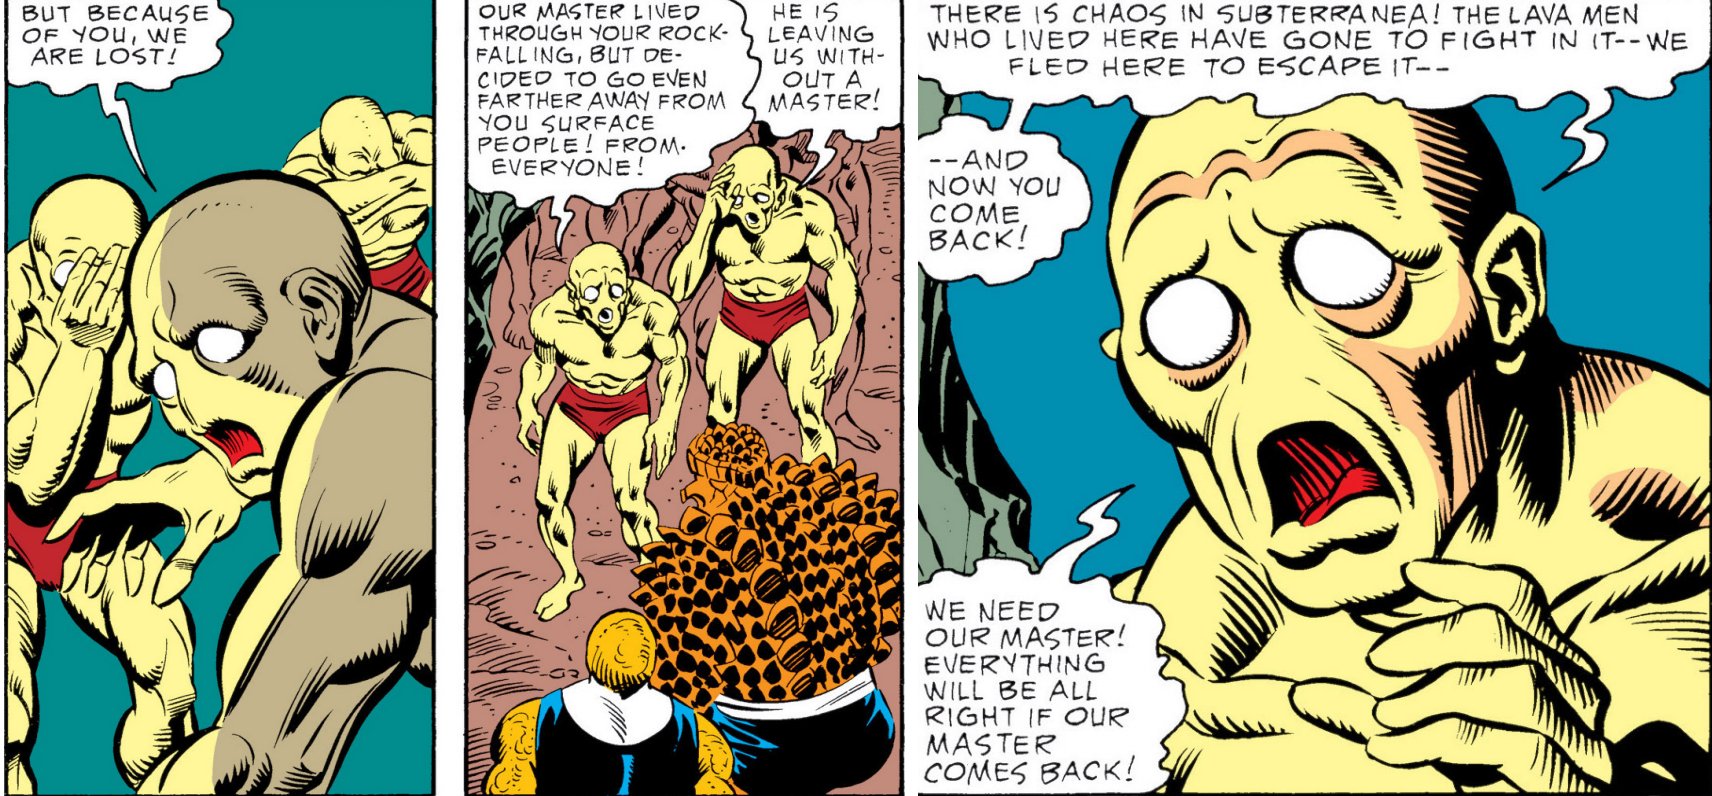 BUT BECAUSE
OF YOU, WE
ARE LOST!
OUR MASTER LIVED
THROUGH YOUR ROCK-
FALLING, BUT DE-
CIDED TO GO EVEN
FARTHER AWAY FROM
YOU SURFACE
PEOPLE! FROM
EVERYONE!
HE IS
LEAVING
US WITH-
OUT A
MASTER!
THERE IS CHAOS IN SUBTERRANEA! THE LAVA MEN
WHO LIVED HERE HAVE GONE TO FIGHT IN IT--WE
FLED HERE TO ESCAPE IT--
--AND
NOW YOU
COME
BACK!
WE NEED
OUR MASTER!
EVERYTHING
WILL BE ALL
RIGHT IF OUR
MASTER
COMES BACK!